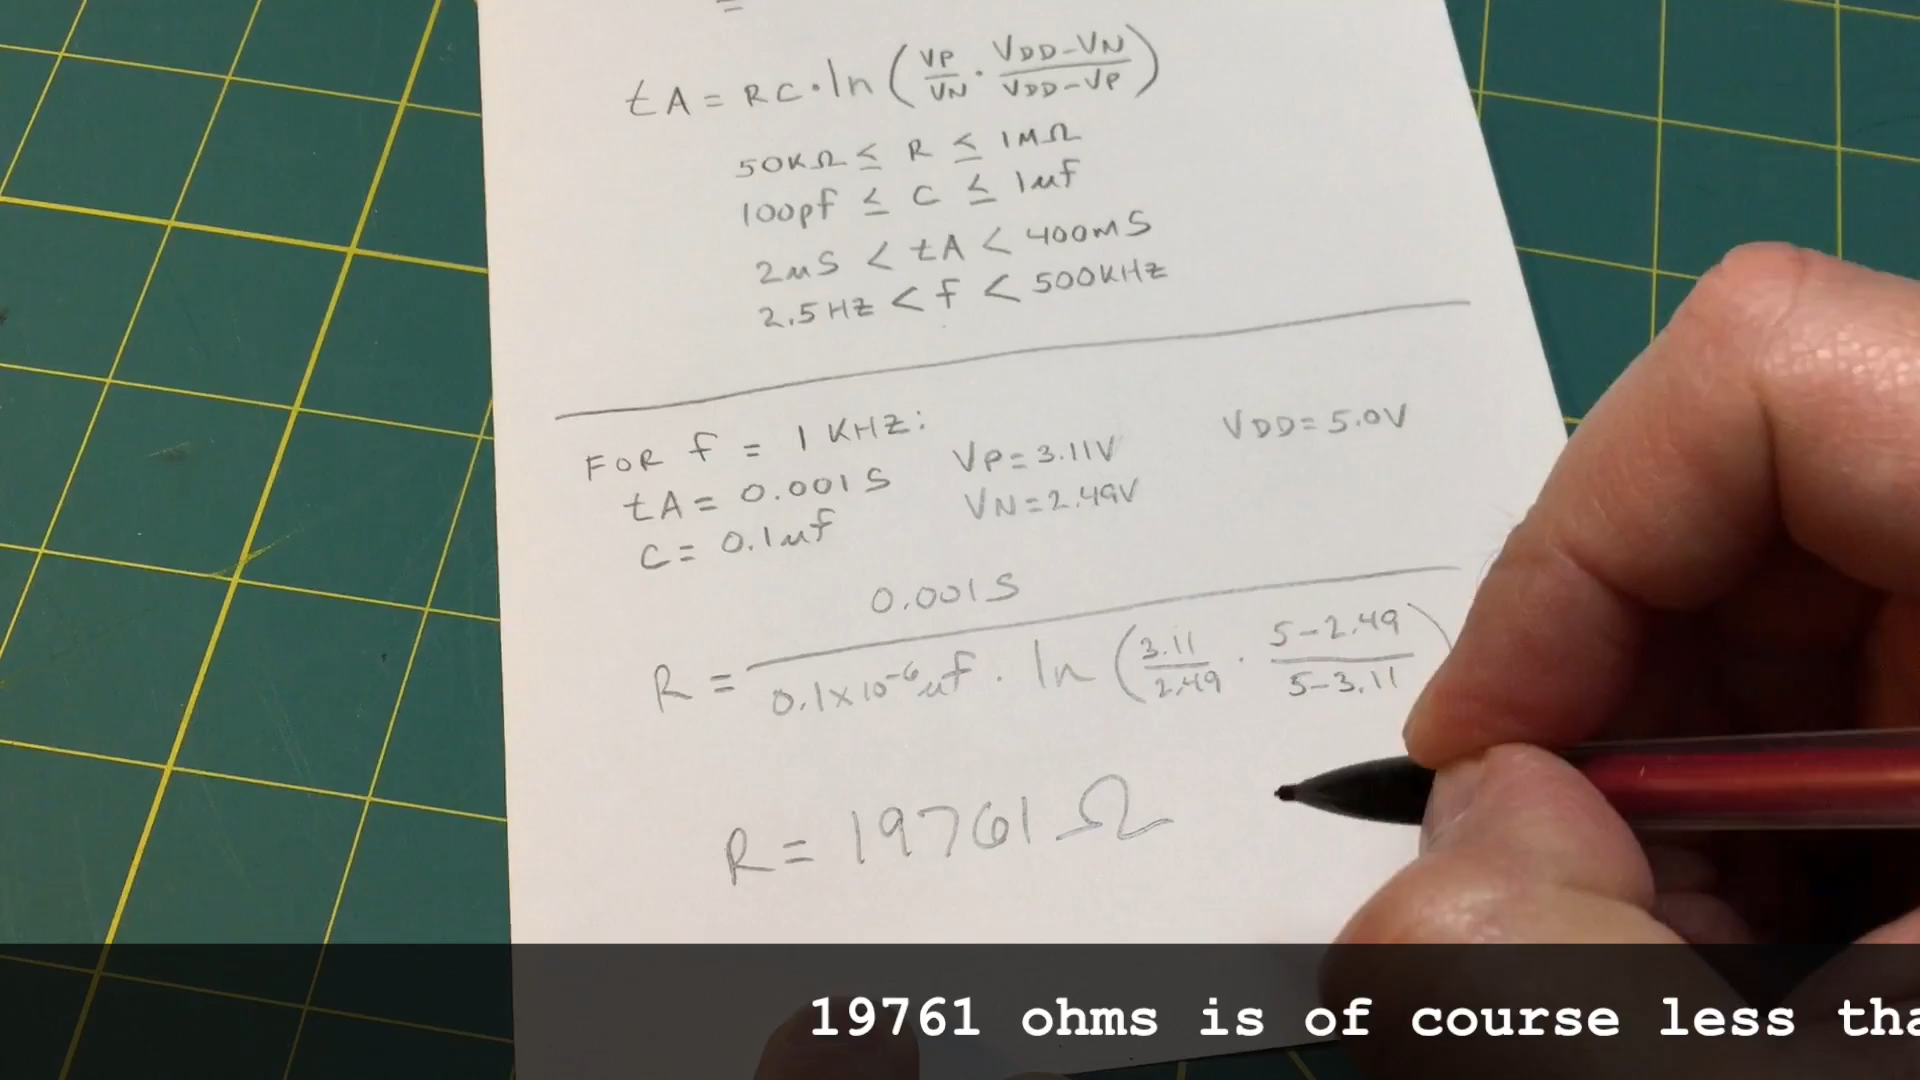 tA = RC·ln(VP/VN · VDD-VN/VDD-VP)
50KΩ ≤ R ≤ 1MΩ
100pf ≤ C ≤ 1uf
2uS < tA < 400mS
2.5HZ < f < 500KHZ
FOR f = 1 KHZ:
tA = 0.001S
C = 0.1uf
VP = 3.11V
VN = 2.49V
VDD = 5.0V
0.001S
R = 0.1x10⁻⁶uf · ln(3.11/2.49 · 5-2.49/5-3.11)
R = 19761Ω
19761 ohms is of course less tha